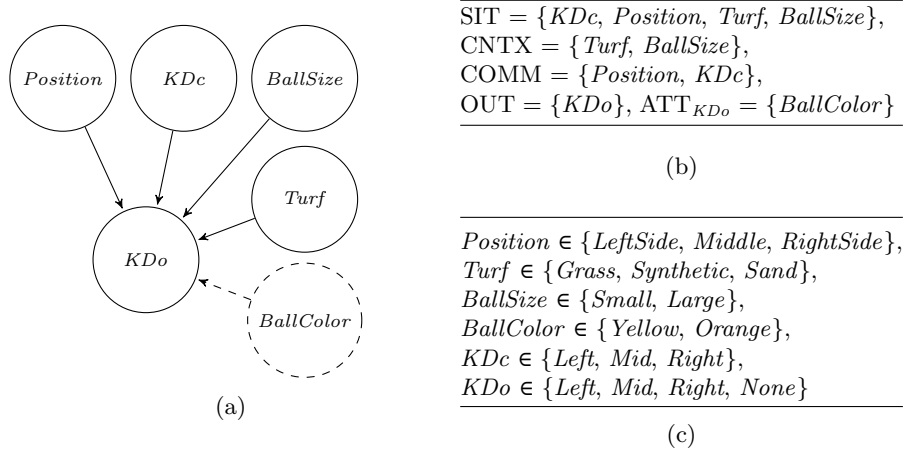 Position
KDc
BallSize
Turf
KDo
BallColor
(a)
SIT = {KDc, Position, Turf, BallSize},
CNTX = {Turf, BallSize},
COMM = {Position, KDc},
OUT = {KDo}, ATT_KDo = {BallColor}
(b)
Position ∈ {LeftSide, Middle, RightSide},
Turf ∈ {Grass, Synthetic, Sand},
BallSize ∈ {Small, Large},
BallColor ∈ {Yellow, Orange},
KDc ∈ {Left, Mid, Right},
KDo ∈ {Left, Mid, Right, None}
(c)